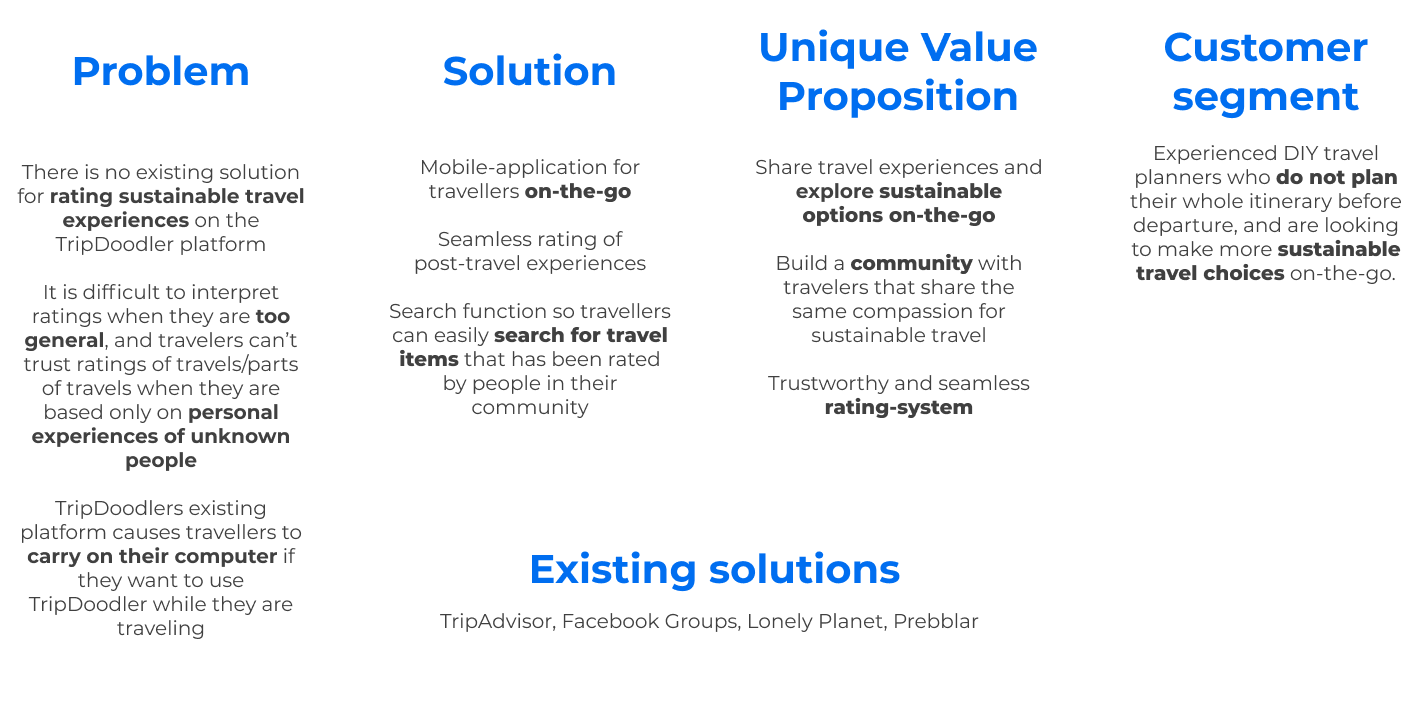 Problem
There is no existing solution
for rating sustainable travel
experiences on the
TripDoodler platform
It is difficult to interpret
ratings when they are too
general, and travelers can’t
trust ratings of travels/parts
of travels when they are
based only on personal
experiences of unknown
people
TripDoodlers existing
platform causes travellers to
carry on their computer if
they want to use
TripDoodler while they are
traveling
Solution
Mobile-application for
travellers on-the-go
Seamless rating of
post-travel experiences
Search function so travellers
can easily search for travel
items that has been rated
by people in their
community
Unique Value
Proposition
Share travel experiences and
explore sustainable
options on-the-go
Build a community with
travelers that share the
same compassion for
sustainable travel
Trustworthy and seamless
rating-system
Customer
segment
Experienced DIY travel
planners who do not plan
their whole itinerary before
departure, and are looking
to make more sustainable
travel choices on-the-go.
Existing solutions
TripAdvisor, Facebook Groups, Lonely Planet, Prebblar